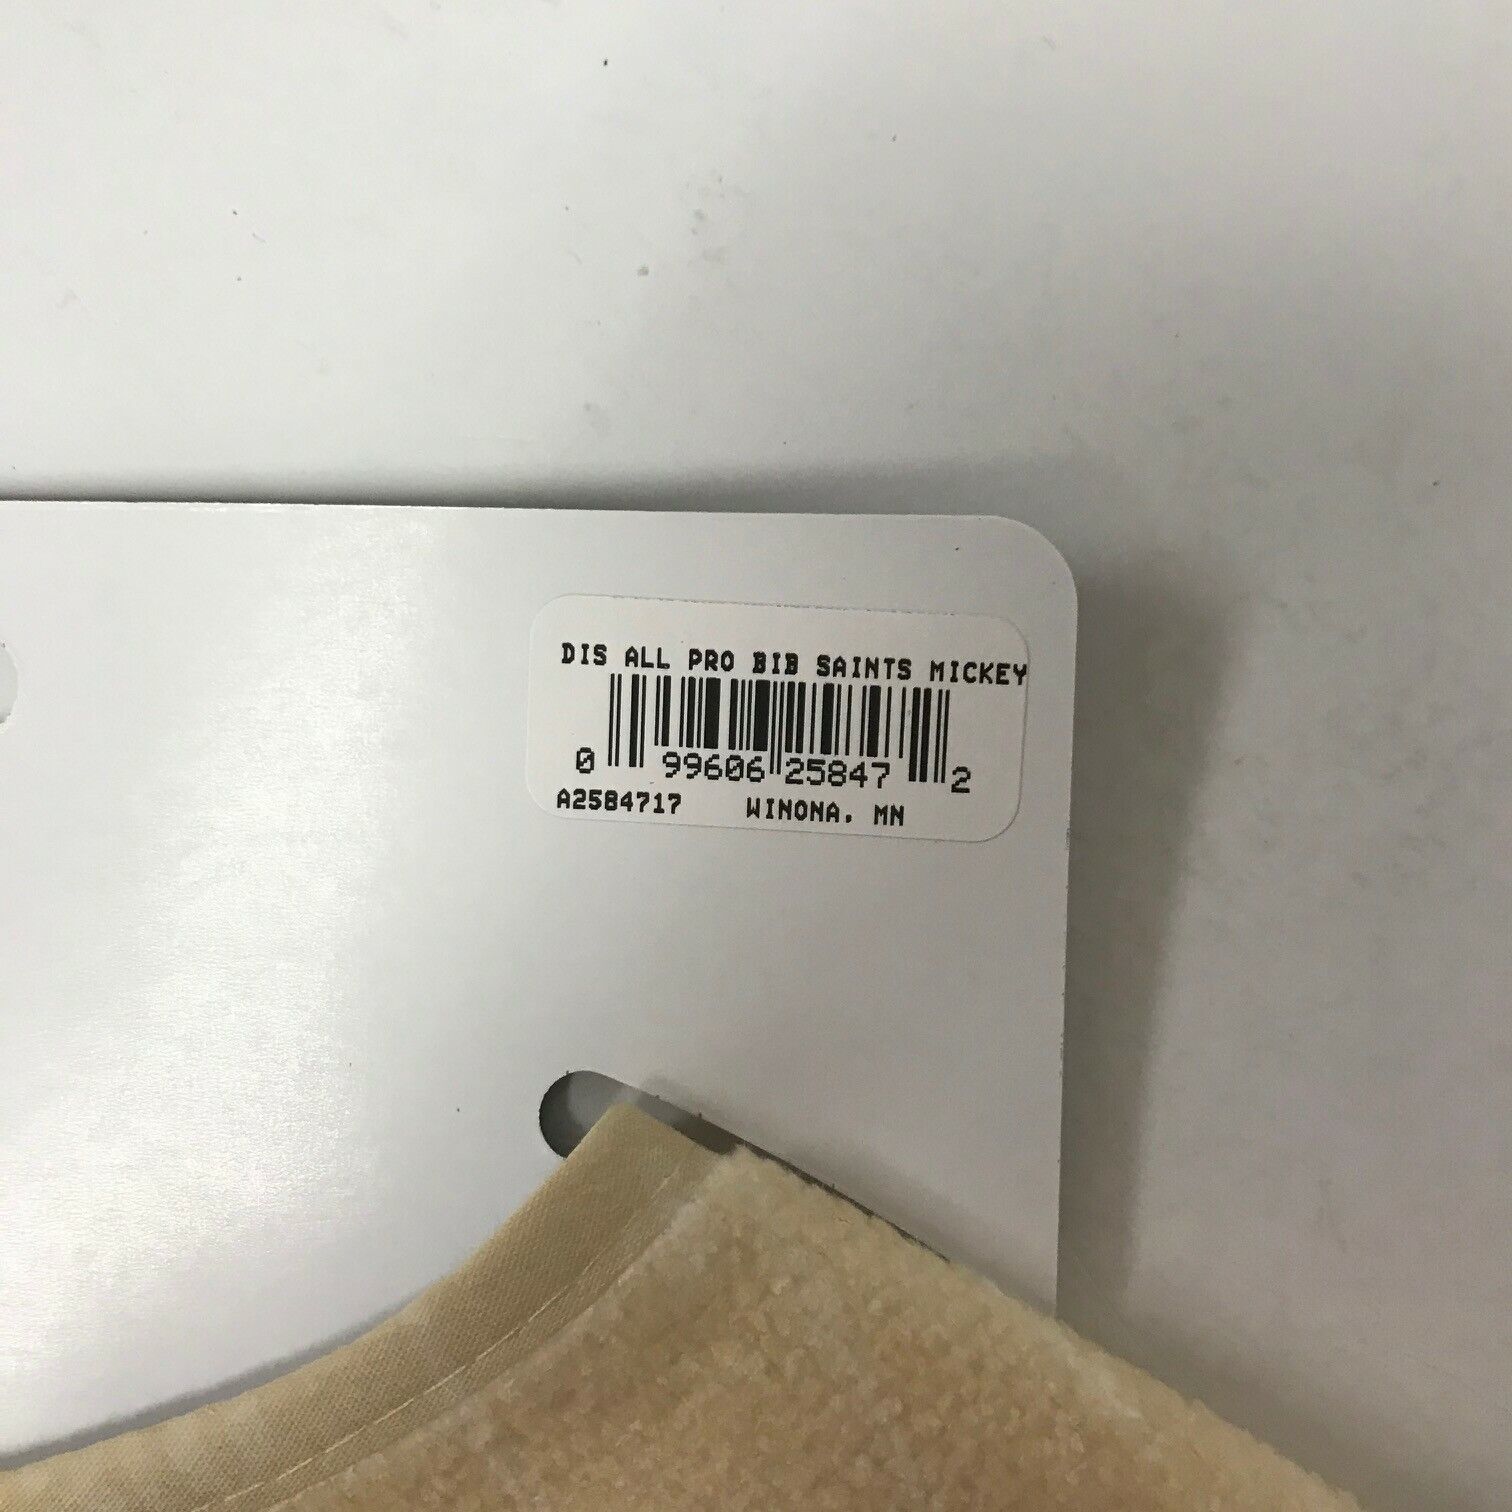 DIS ALL PRO BIB SAINTS MICKEY
0 99606 25847 2
A2584717 WINONA, MN